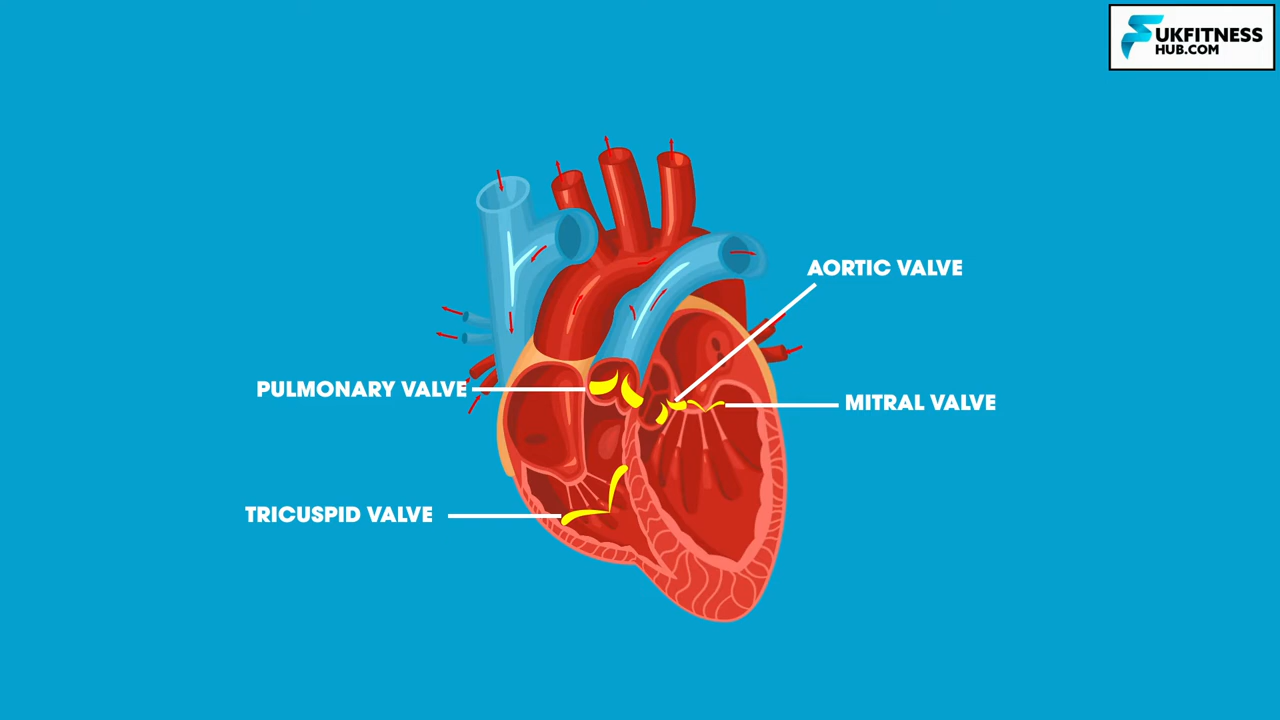 UKFITNESS
HUB.COM
AORTIC VALVE
PULMONARY VALVE
MITRAL VALVE
TRICUSPID VALVE